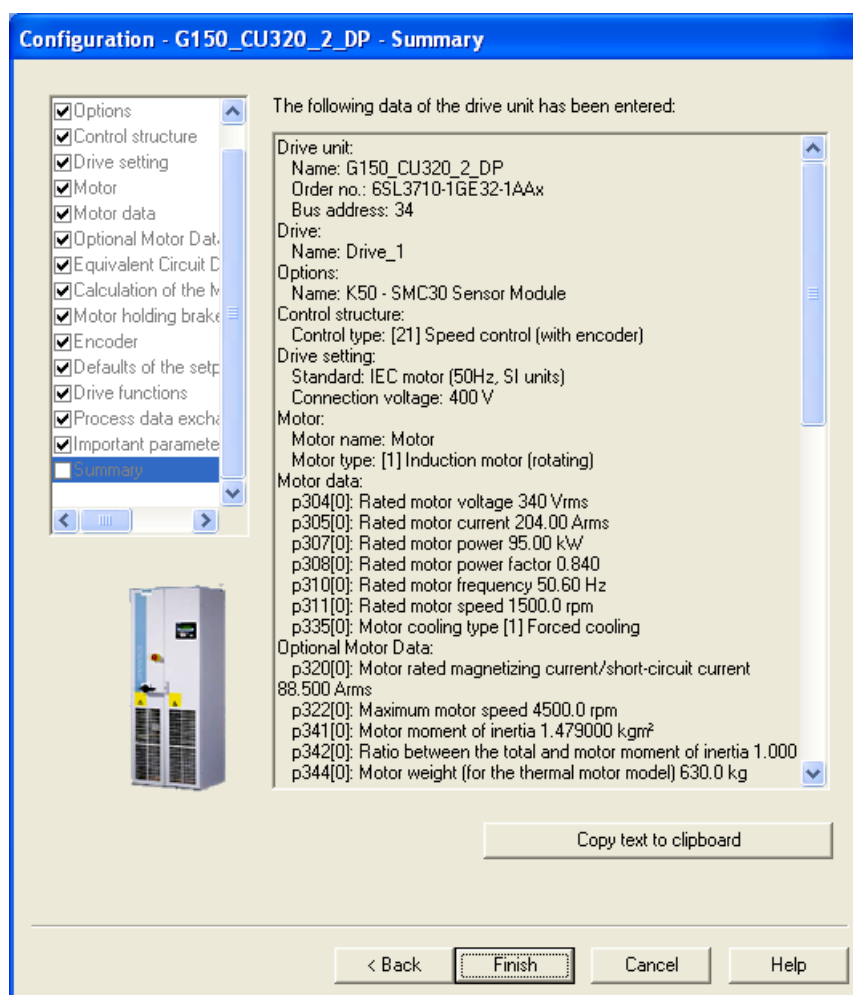 Configuration - G150_CU320_2_DP - Summary
Options
Control structure
Drive setting
Motor
Motor data
Optional Motor Dat
Equivalent Circuit D
Calculation of the M
Motor holding brake
Encoder
Defaults of the setp
Drive functions
Process data excha
Important paramete
Summary
The following data of the drive unit has been entered:
Drive unit:
Name: G150_CU320_2_DP
Order no.: 6SL3710-1GE32-1AAx
Bus address: 34
Drive:
Name: Drive_1
Options:
Name: K50 - SMC30 Sensor Module
Control structure:
Control type: [21] Speed control (with encoder)
Drive setting:
Standard: IEC motor (50Hz, SI units)
Connection voltage: 400 V
Motor:
Motor name: Motor
Motor type: [1] Induction motor (rotating)
Motor data:
p304[0]: Rated motor voltage 340 Vrms
p305[0]: Rated motor current 204.00 Arms
p307[0]: Rated motor power 95.00 kW
p308[0]: Rated motor power factor 0.840
p310[0]: Rated motor frequency 50.60 Hz
p311[0]: Rated motor speed 1500.0 rpm
p335[0]: Motor cooling type [1] Forced cooling
Optional Motor Data:
p320[0]: Motor rated magnetizing current/short-circuit current
88.500 Arms
p322[0]: Maximum motor speed 4500.0 rpm
p341[0]: Motor moment of inertia 1.479000 kgm²
p342[0]: Ratio between the total and motor moment of inertia 1.000
p344[0]: Motor weight (for the thermal motor model) 630.0 kg
Copy text to clipboard
< Back
Finish
Cancel
Help